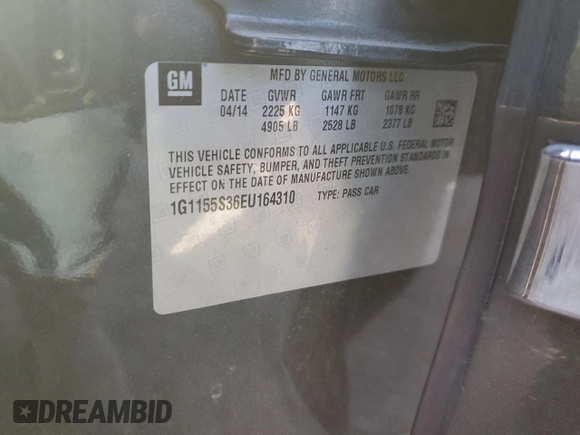 GM
MFD BY GENERAL MOTORS LLC
DATE GVWR GAWR FRT GAWR RR
04/14 2225 KG 1147 KG 1078 KG
4905 LB 2528 LB 2377 LB
THIS VEHICLE CONFORMS TO ALL APPLICABLE U.S. FEDERAL MOTOR
VEHICLE SAFETY, BUMPER, AND THEFT PREVENTION STANDARDS IN
EFFECT ON THE DATE OF MANUFACTURE SHOWN ABOVE.
1G1155S36EU164310 TYPE: PASS CAR
DREAMBID